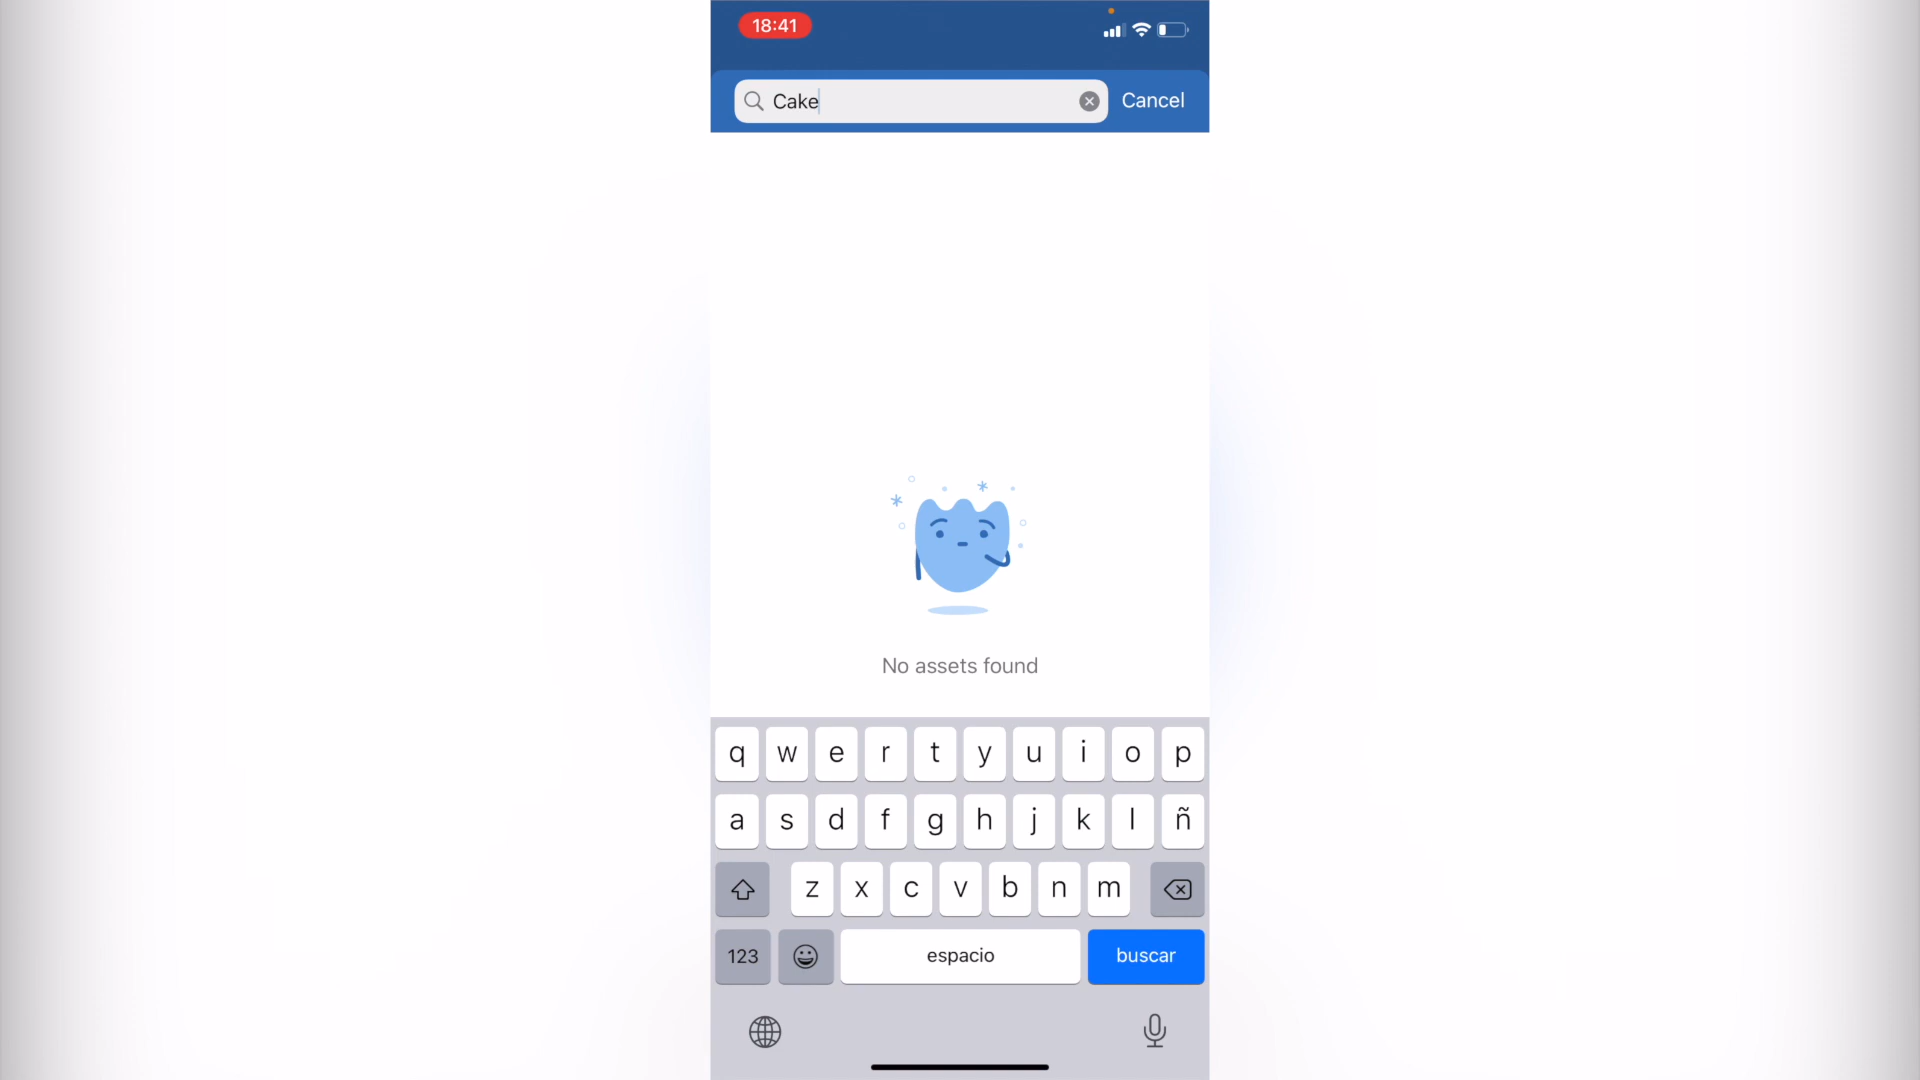 18:41
Cake
Cancel
No assets found
q w e r t y u i o p
a s d f g h j k l ñ
z x c v b n m
123 espacio buscar